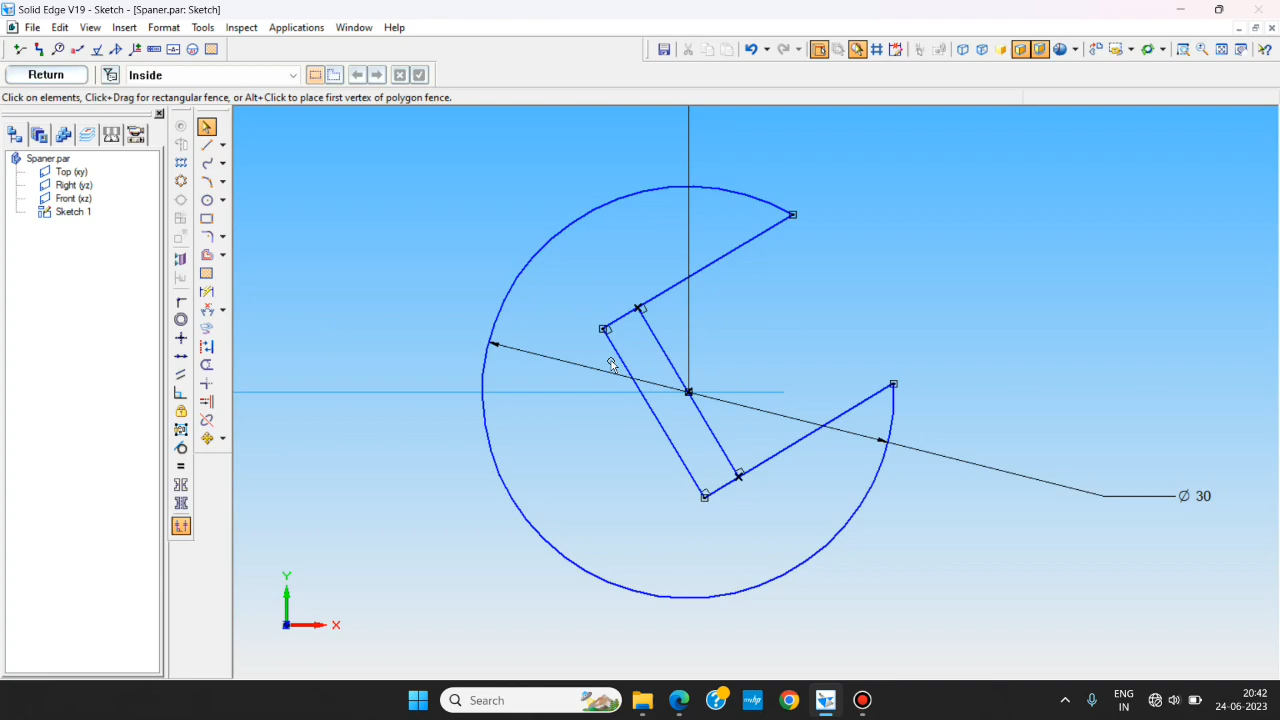 Solid Edge V19 - Sketch - [Spaner.par: Sketch]
File Edit View Insert Format Tools Inspect Applications Window Help
Return Inside
Click on elements, Click+Drag for rectangular fence, or Alt+Click to place first vertex of polygon fence.
Spaner.par
Top (xy)
Right (yz)
Front (xz)
Sketch 1
Ø 30
Y
X
Search
ENG
IN
20:42
24-06-2023